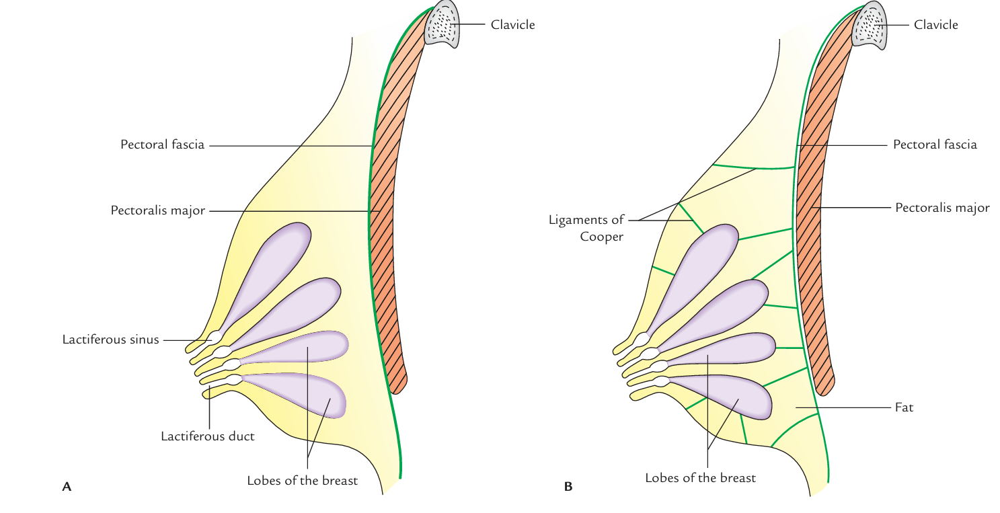 Clavicle
Pectoral fascia
Pectoralis major
Lactiferous sinus
Lactiferous duct
Lobes of the breast
A
Clavicle
Pectoral fascia
Pectoralis major
Ligaments of
Cooper
Fat
Lobes of the breast
B